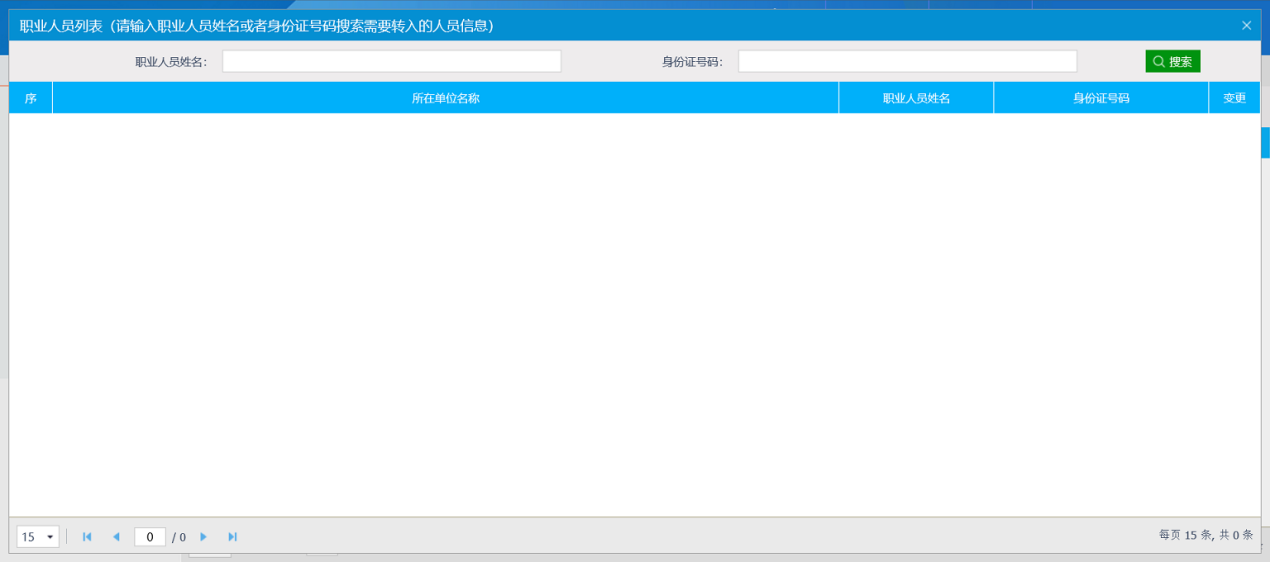 职业人员列表（请输入职业人员姓名或者身份证号码搜索需要转入的人员信息）
职业人员姓名： 身份证号码： 搜索
序 所在单位名称 职业人员姓名 身份证号码 变更
15 0 / 0 每页 15 条, 共 0 条